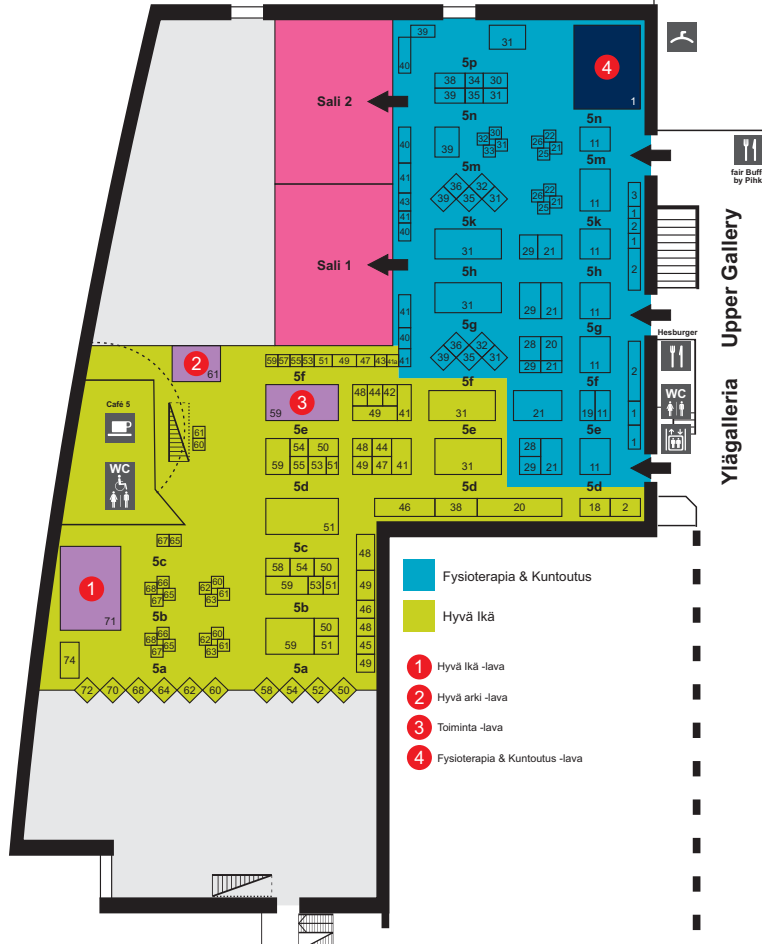 39
31
40
5p
4
38 34 30
39 35 31
1
Sali 2
5n
5n
40
39
30
32 31
33
22
26 21
25
11
fair Buff
by Pihk
5m
5m
41
36 32
39 35 31
22
26 21
25
11
3
43
1
41
2
40
5k
5k
1
Sali 1
31
29 21
11
2
5h
5h
41
31
29 21
11
40
5g
5g
Hesburger
2
61
59 57 55 53 51 49 47 43 41a 41
36 32
39 35 31
28 20
29 21
11
2
5f
5f
5f
WC
Café 5
3
59
48 44 42
49 41
31
21
19 11
1
61
60
5e
5e
5e
1
WC
54 50
59 55 53 51
48 44
49 47 41
31
28
29 21
11
5d
5d
5d
51
46 38 20 18 2
67 65
5c
5c
48
1
71
66
68 65
67
60
62 61
63
58 54 50
59 53 51
49
5b
5b
46
66
68 65
67
60
62 61
63
50
59 51
48
45
74
49
5a
5a
72 70 68 64 62 60
58 54 52 50
Fysioterapia & Kuntoutus
Hyvä Ikä
1 Hyvä Ikä -lava
2 Hyvä arki -lava
3 Toiminta -lava
4 Fysioterapia & Kuntoutus -lava
Ylägalleria Upper Gallery